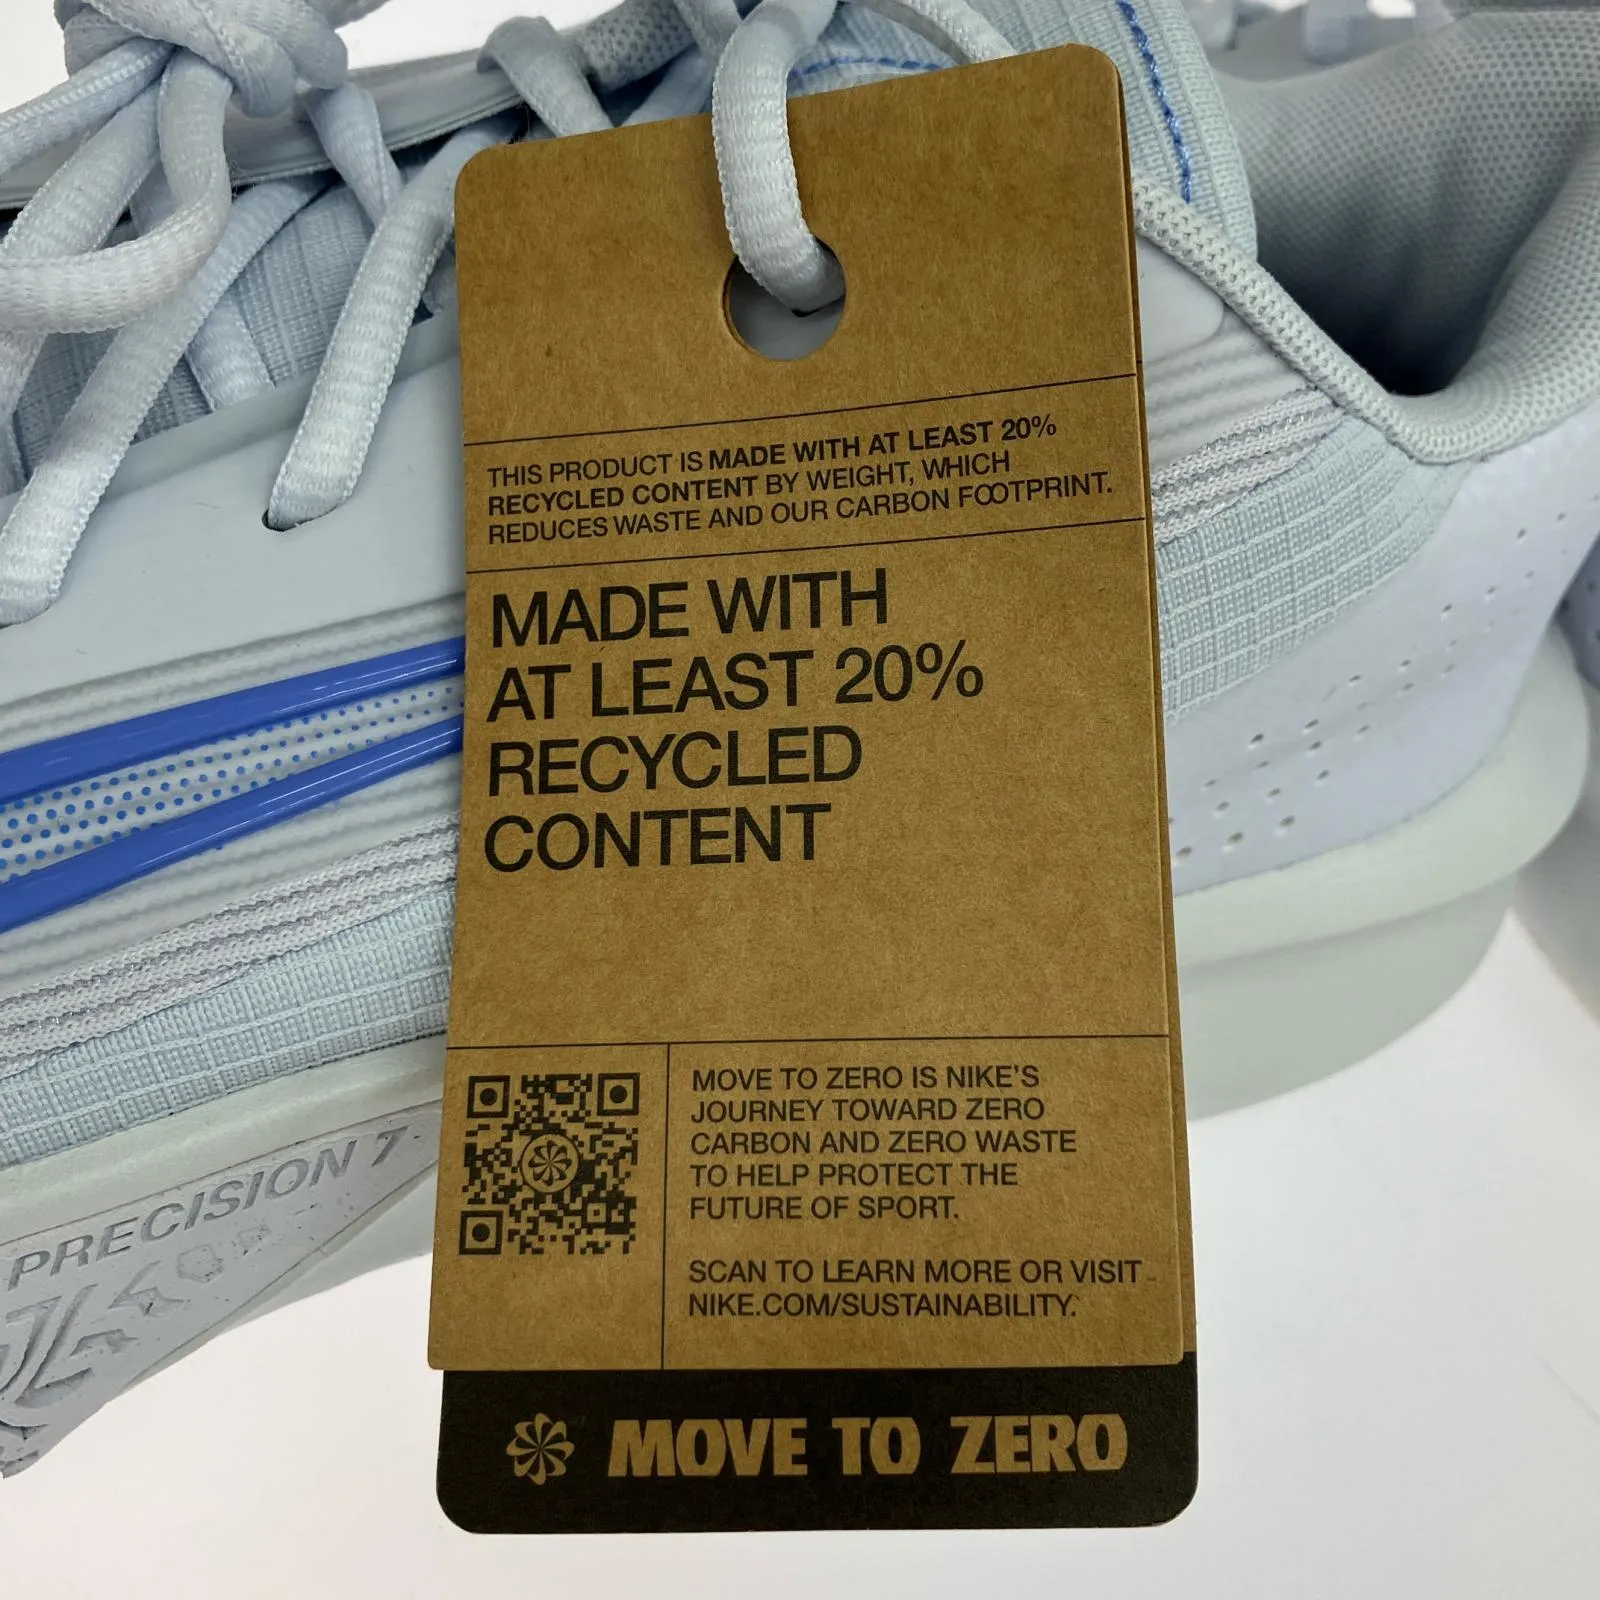 THIS PRODUCT IS MADE WITH AT LEAST 20%
RECYCLED CONTENT BY WEIGHT, WHICH
REDUCES WASTE AND OUR CARBON FOOTPRINT.
MADE WITH
AT LEAST 20%
RECYCLED
CONTENT
MOVE TO ZERO IS NIKE'S
JOURNEY TOWARD ZERO
CARBON AND ZERO WASTE
TO HELP PROTECT THE
FUTURE OF SPORT.
SCAN TO LEARN MORE OR VISIT
NIKE.COM/SUSTAINABILITY.
MOVE TO ZERO
PRECISION 7